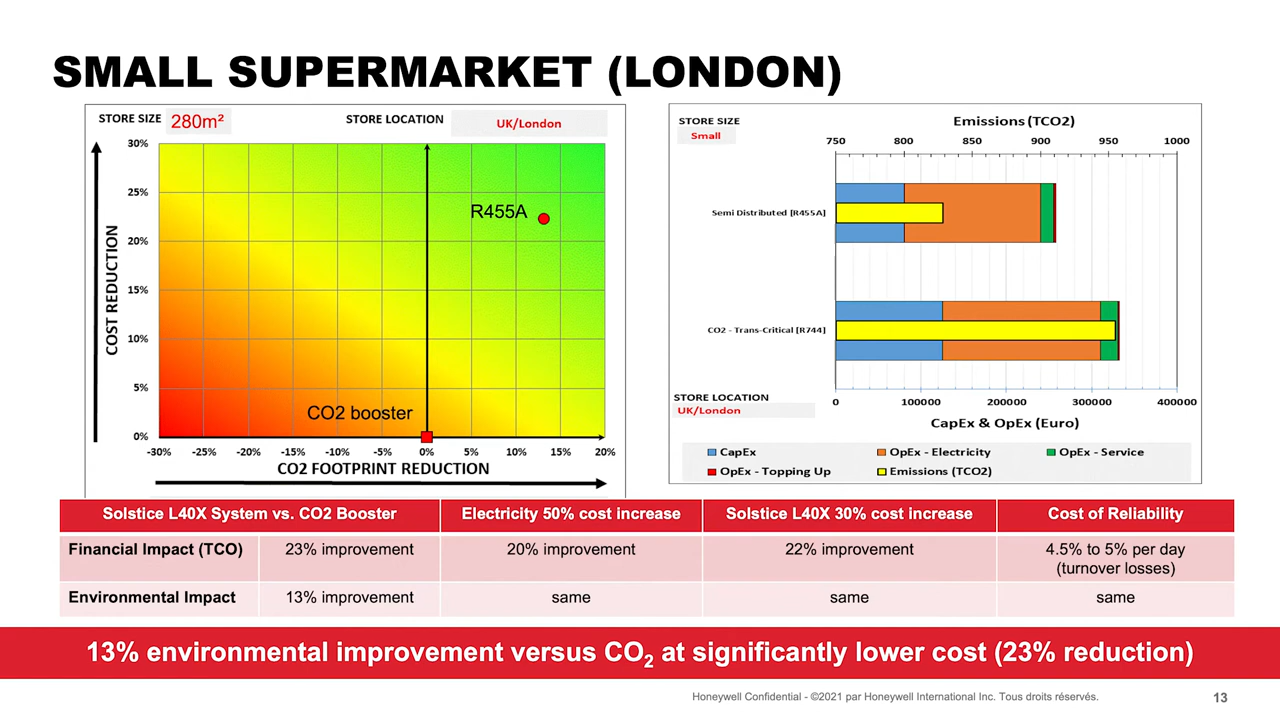 SMALL SUPERMARKET (LONDON)
STORE SIZE 280m² STORE LOCATION UK/London
30%
25%
20%
15%
10%
5%
0%
COST REDUCTION
R455A
CO2 booster
-30% -25% -20% -15% -10% -5% 0% 5% 10% 15% 20%
CO2 FOOTPRINT REDUCTION
STORE SIZE
Small
Emissions (TCO2)
750 800 850 900 950 1000
Semi Distributed [R455A]
CO2 - Trans-Critical [R744]
STORE LOCATION
UK/London
0 100000 200000 300000 400000
CapEx & OpEx (Euro)
CapEx OpEx - Electricity OpEx - Service
OpEx - Topping Up Emissions (TCO2)
Solstice L40X System vs. CO2 Booster Electricity 50% cost increase Solstice L40X 30% cost increase Cost of Reliability
Financial Impact (TCO) 23% improvement 20% improvement 22% improvement 4.5% to 5% per day
(turnover losses)
Environmental Impact 13% improvement same same same
13% environmental improvement versus CO₂ at significantly lower cost (23% reduction)
Honeywell Confidential - ©2021 par Honeywell International Inc. Tous droits réservés. 13